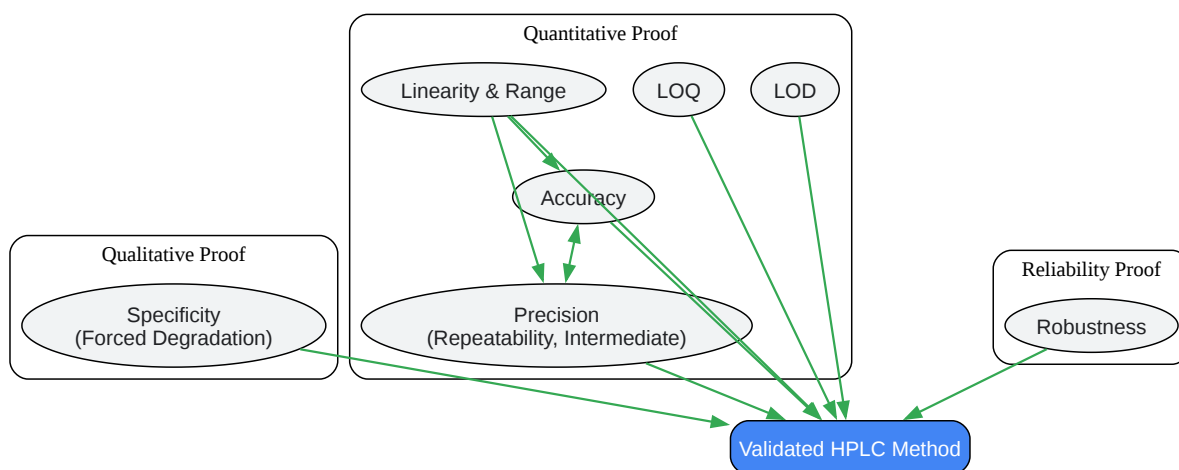 Quantitative Proof
Linearity & Range
LOQ
LOD
Accuracy
Qualitative Proof
Specificity
(Forced Degradation)
Precision
(Repeatability, Intermediate)
Reliability Proof
Robustness
Validated HPLC Method